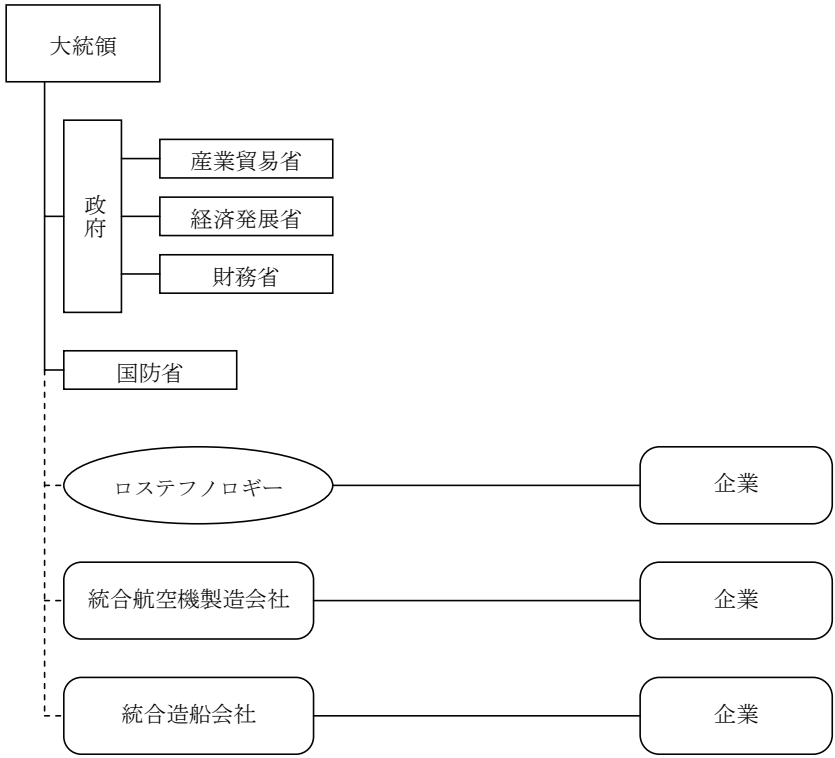 大統領
政府
産業貿易省
経済発展省
財務省
国防省
ロステフノロギー
企業
統合航空機製造会社
企業
統合造船会社
企業